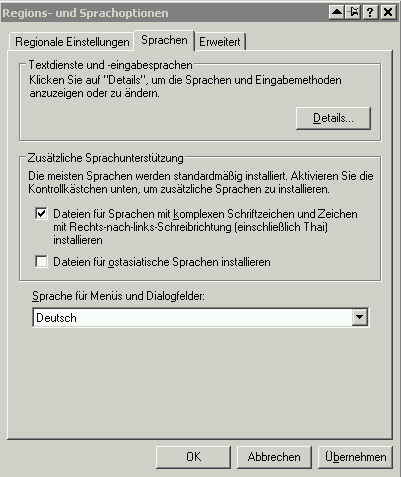 Regions- und Sprachoptionen
Regionale Einstellungen
Sprachen
Erweitert
Textdienste und -eingabesprachen
Klicken Sie auf "Details", um die Sprachen und Eingabemethoden
anzuzeigen oder zu ändern.
Details...
Zusätzliche Sprachunterstützung
Die meisten Sprachen werden standardmäßig installiert. Aktivieren Sie die
Kontrollkästchen unten, um zusätzliche Sprachen zu installieren.
Dateien für Sprachen mit komplexen Schriftzeichen und Zeichen
mit Rechts-nach-links-Schreibrichtung (einschließlich Thai)
installieren
Dateien für ostasiatische Sprachen installieren
Sprache für Menüs und Dialogfelder:
Deutsch
OK
Abbrechen
Übernehmen